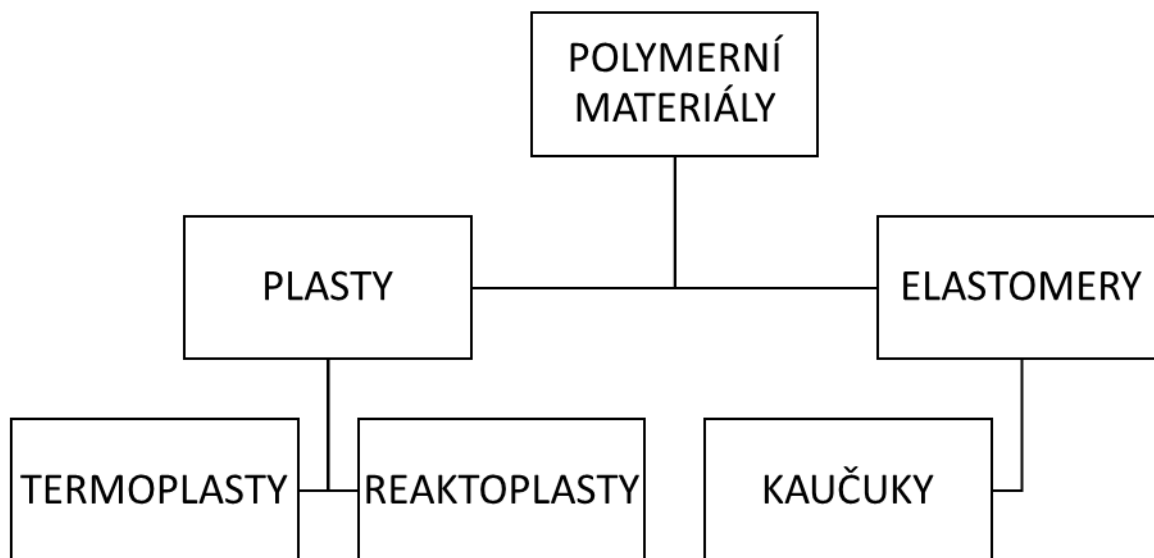 POLYMERNÍ
MATERIÁLY
PLASTY
ELASTOMERY
TERMOPLASTY
REAKTOPLASTY
KAUČUKY